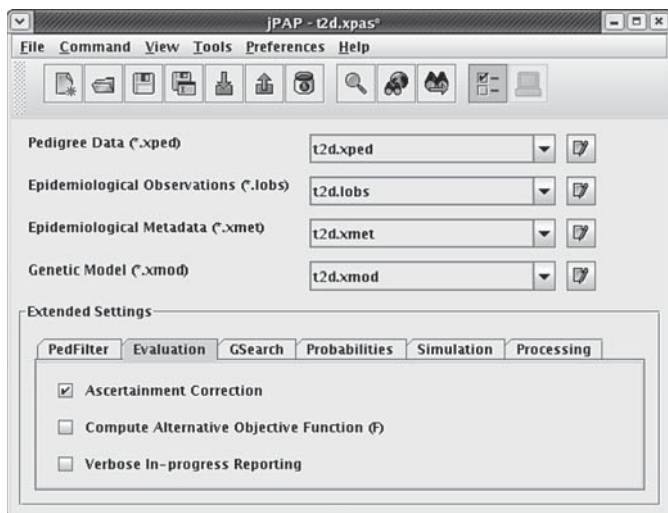 jPAP - t2d.xpas*
File Command View Tools Preferences Help
Pedigree Data (*.xped) t2d.xped
Epidemiological Observations (*.lobs) t2d.lobs
Epidemiological Metadata (*.xmet) t2d.xmet
Genetic Model (*.xmod) t2d.xmod
Extended Settings
PedFilter Evaluation GSearch Probabilities Simulation Processing
Ascertainment Correction
Compute Alternative Objective Function (F)
Verbose In-progress Reporting